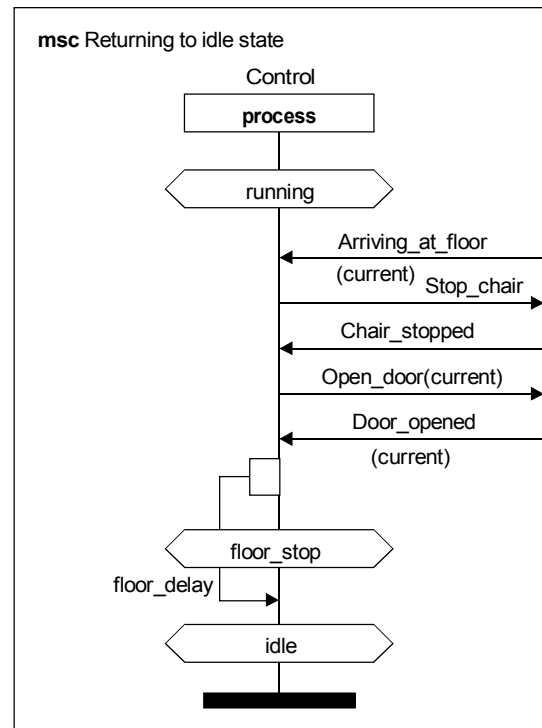 msc Returning to idle state
Control
process
running
Arriving_at_floor
(current)
Stop_chair
Chair_stopped
Open_door(current)
Door_opened
(current)
floor_stop
floor_delay
idle